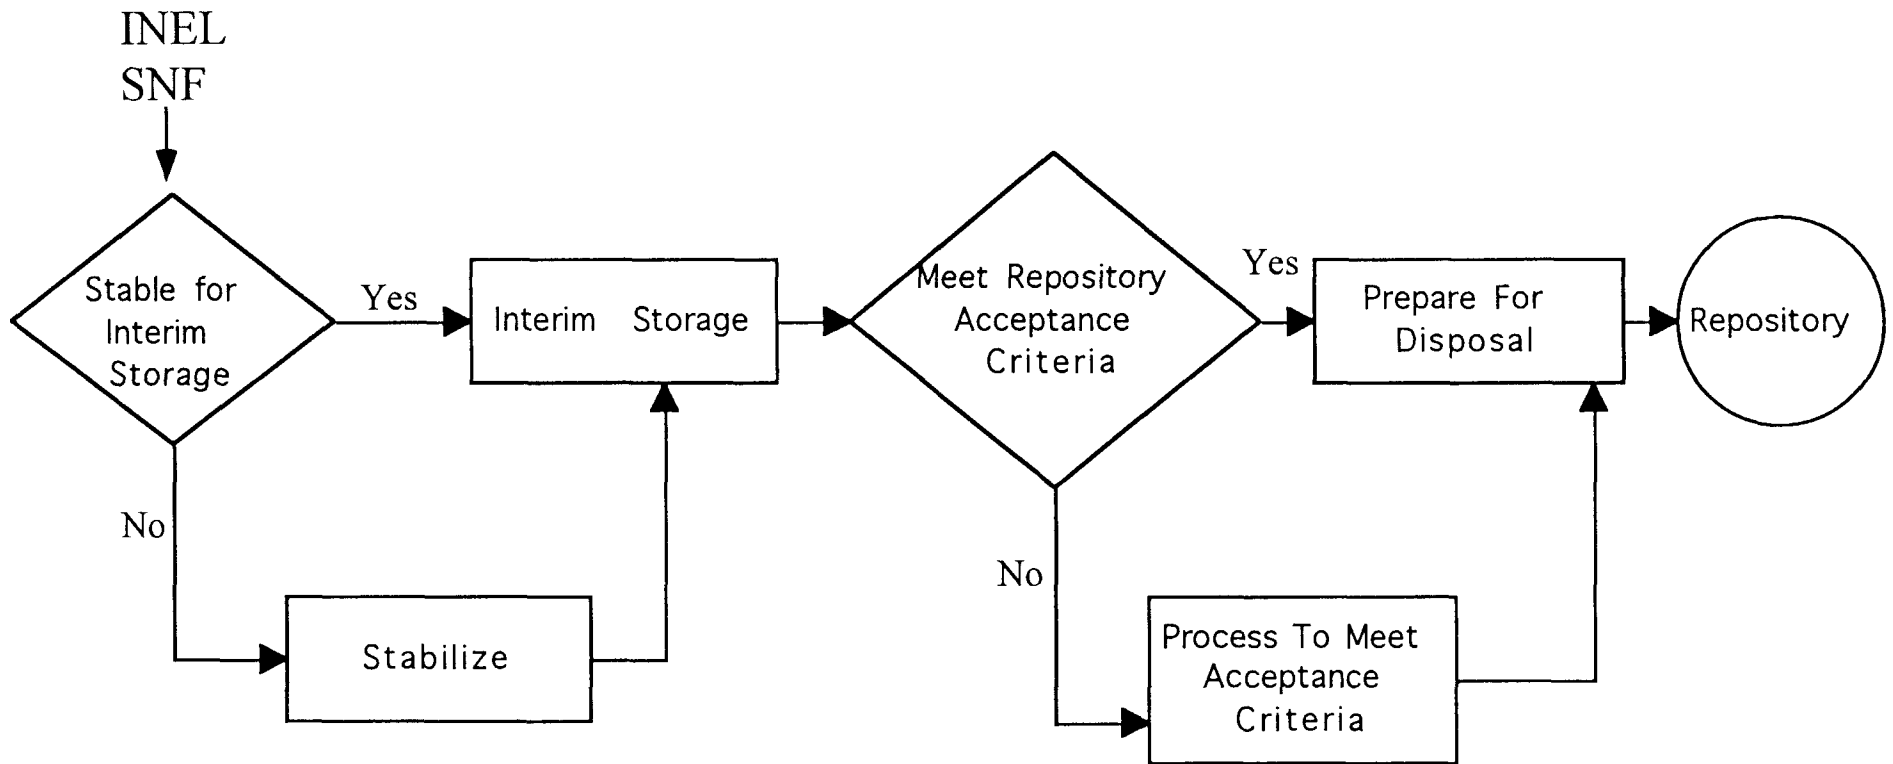 INEL
SNF
Stable for
Interim
Storage
Yes
No
Stabilize
Interim Storage
Meet Repository
Acceptance
Criteria
Yes
No
Process To Meet
Acceptance
Criteria
Prepare For
Disposal
Repository